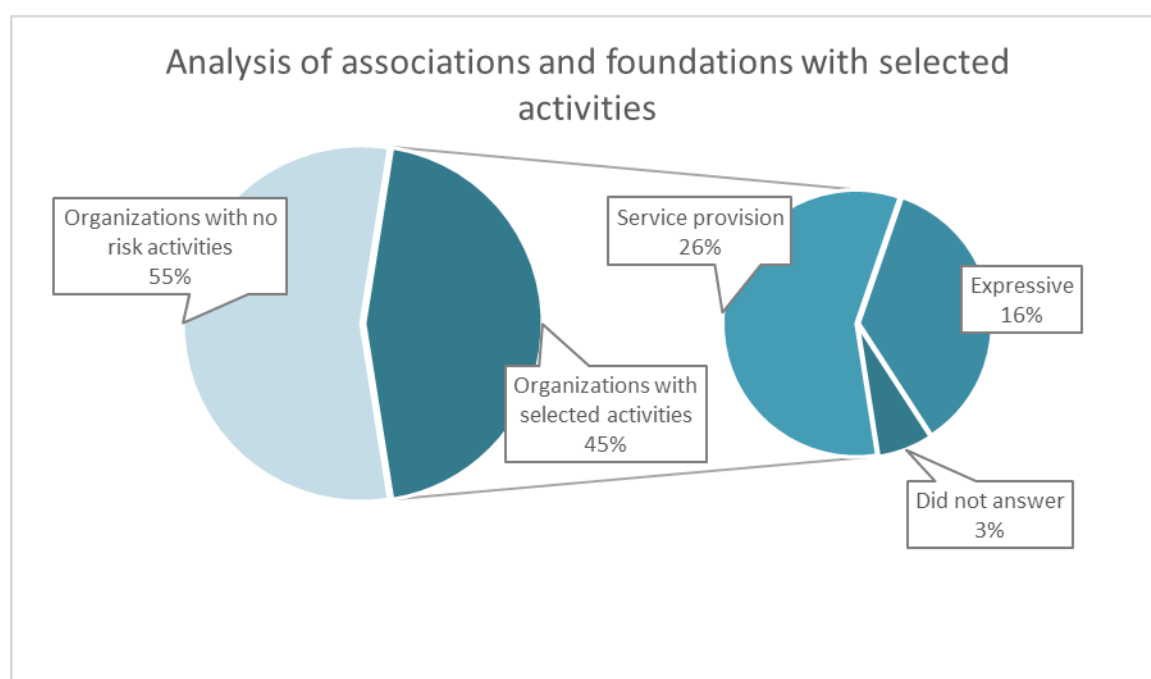 Analysis of associations and foundations with selected
activities
Organizations with no
risk activities
55%
Organizations with
selected activities
45%
Service provision
26%
Expressive
16%
Did not answer
3%